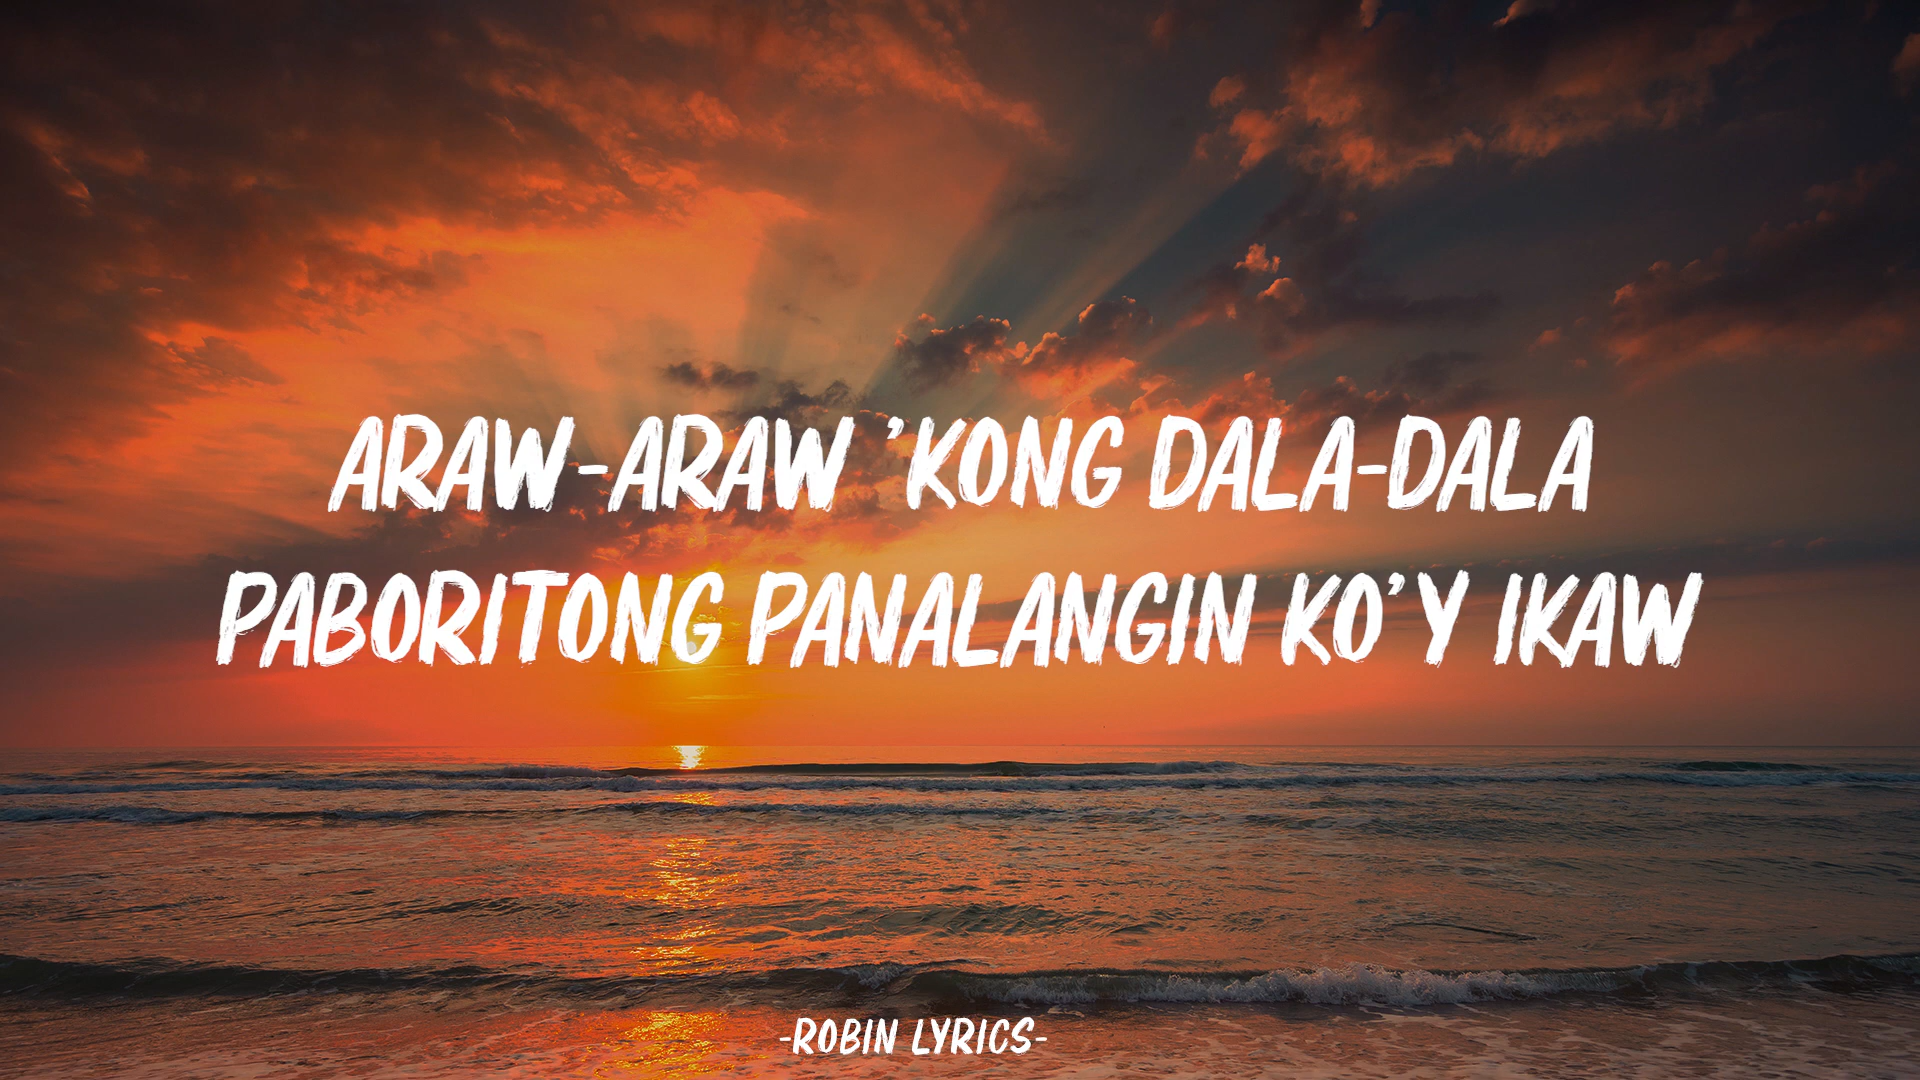 ARAW-ARAW 'KONG DALA-DALA
PABORITONG PANALANGIN KO'Y IKAW
-ROBIN LYRICS-